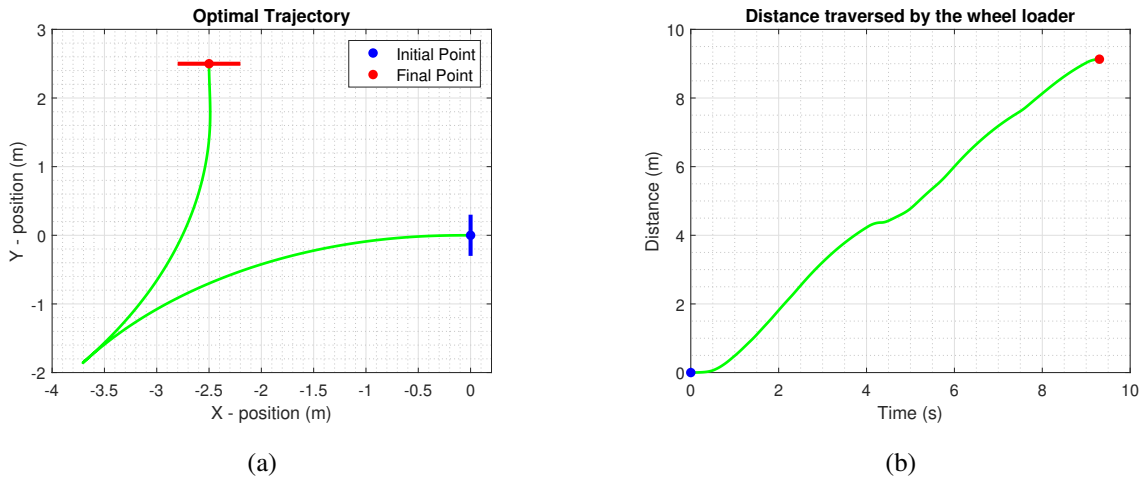 Optimal Trajectory
3
2
1
0
-1
-2
Y - position (m)
-4
-3.5
-3
-2.5
-2
-1.5
-1
-0.5
0
X - position (m)
Initial Point
Final Point
(a)
Distance traversed by the wheel loader
10
8
6
4
2
0
Distance (m)
0
2
4
6
8
10
Time (s)
(b)